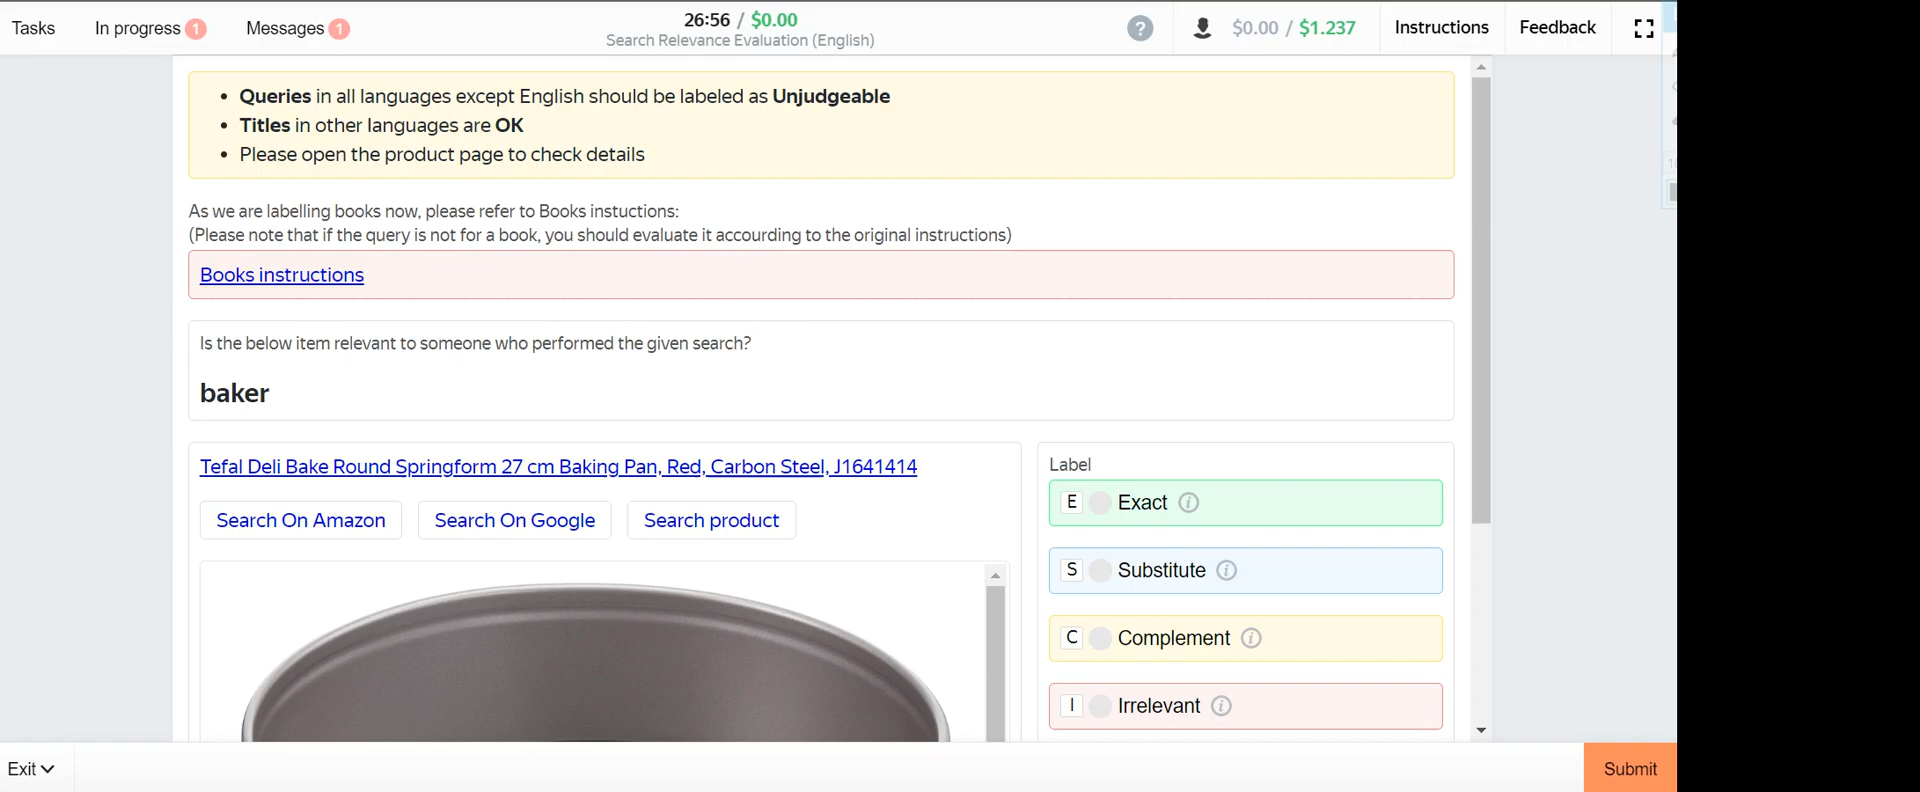 Tasks
In progress 1
Messages 1
26:56 / $0.00
Search Relevance Evaluation (English)
?
$0.00 / $1.237
Instructions
Feedback
Queries in all languages except English should be labeled as Unjudgeable
Titles in other languages are OK
Please open the product page to check details
As we are labelling books now, please refer to Books instuctions:
(Please note that if the query is not for a book, you should evaluate it accourding to the original instructions)
Books instructions
Is the below item relevant to someone who performed the given search?
baker
Tefal Deli Bake Round Springform 27 cm Baking Pan, Red, Carbon Steel, J1641414
Search On Amazon
Search On Google
Search product
Label
E Exact i
S Substitute i
C Complement i
I Irrelevant i
Exit
Submit